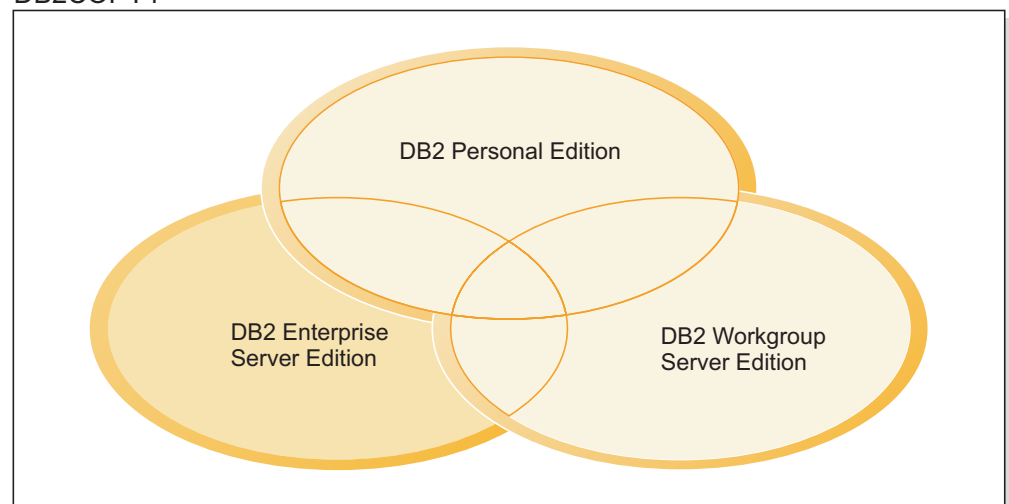 DB2 Personal Edition
DB2 Enterprise
Server Edition
DB2 Workgroup
Server Edition